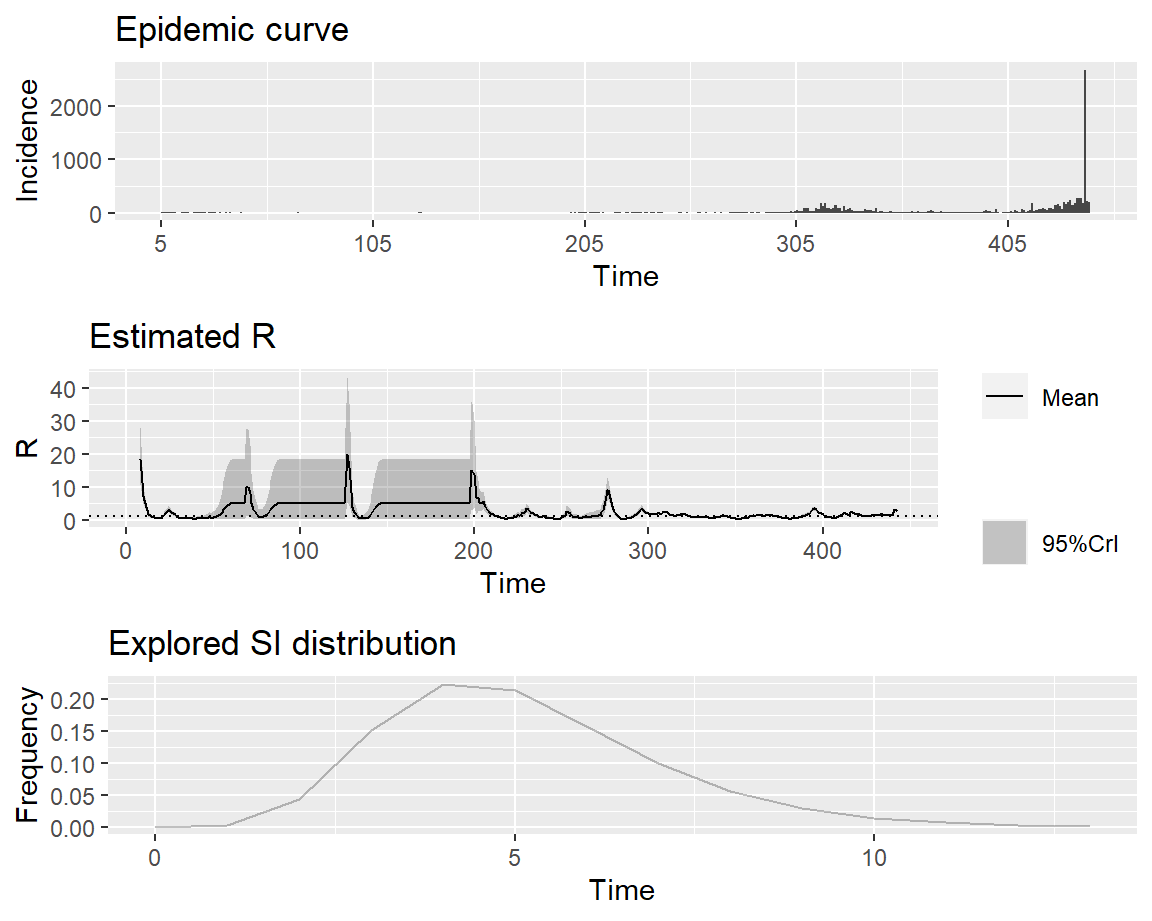 Epidemic curve
Incidence
2000
1000
0
5 105 205 305 405
Time
Estimated R
R
40
30
20
10
0
0 100 200 300 400
Time
Mean
95%CrI
Explored SI distribution
Frequency
0.20
0.15
0.10
0.05
0.00
0 5 10
Time